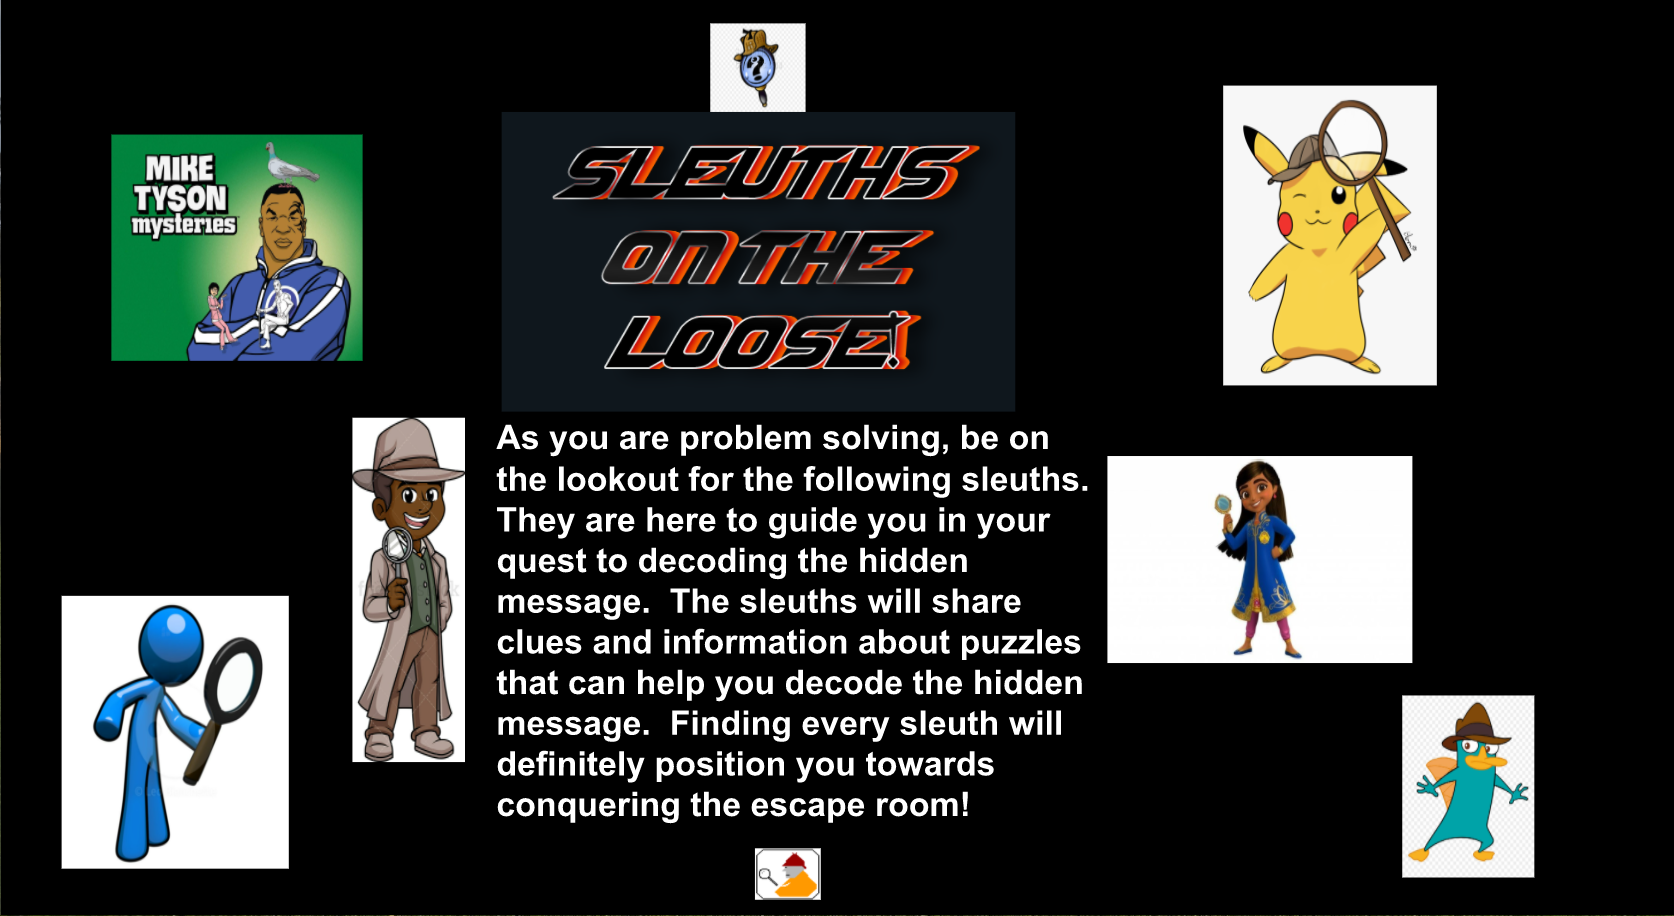 ?
MIKE
TYSON
mysteries
SLEUTHS
ON THE
LOOSE!
As you are problem solving, be on
the lookout for the following sleuths.
They are here to guide you in your
quest to decoding the hidden
message.  The sleuths will share
clues and information about puzzles
that can help you decode the hidden
message.  Finding every sleuth will
definitely position you towards
conquering the escape room!